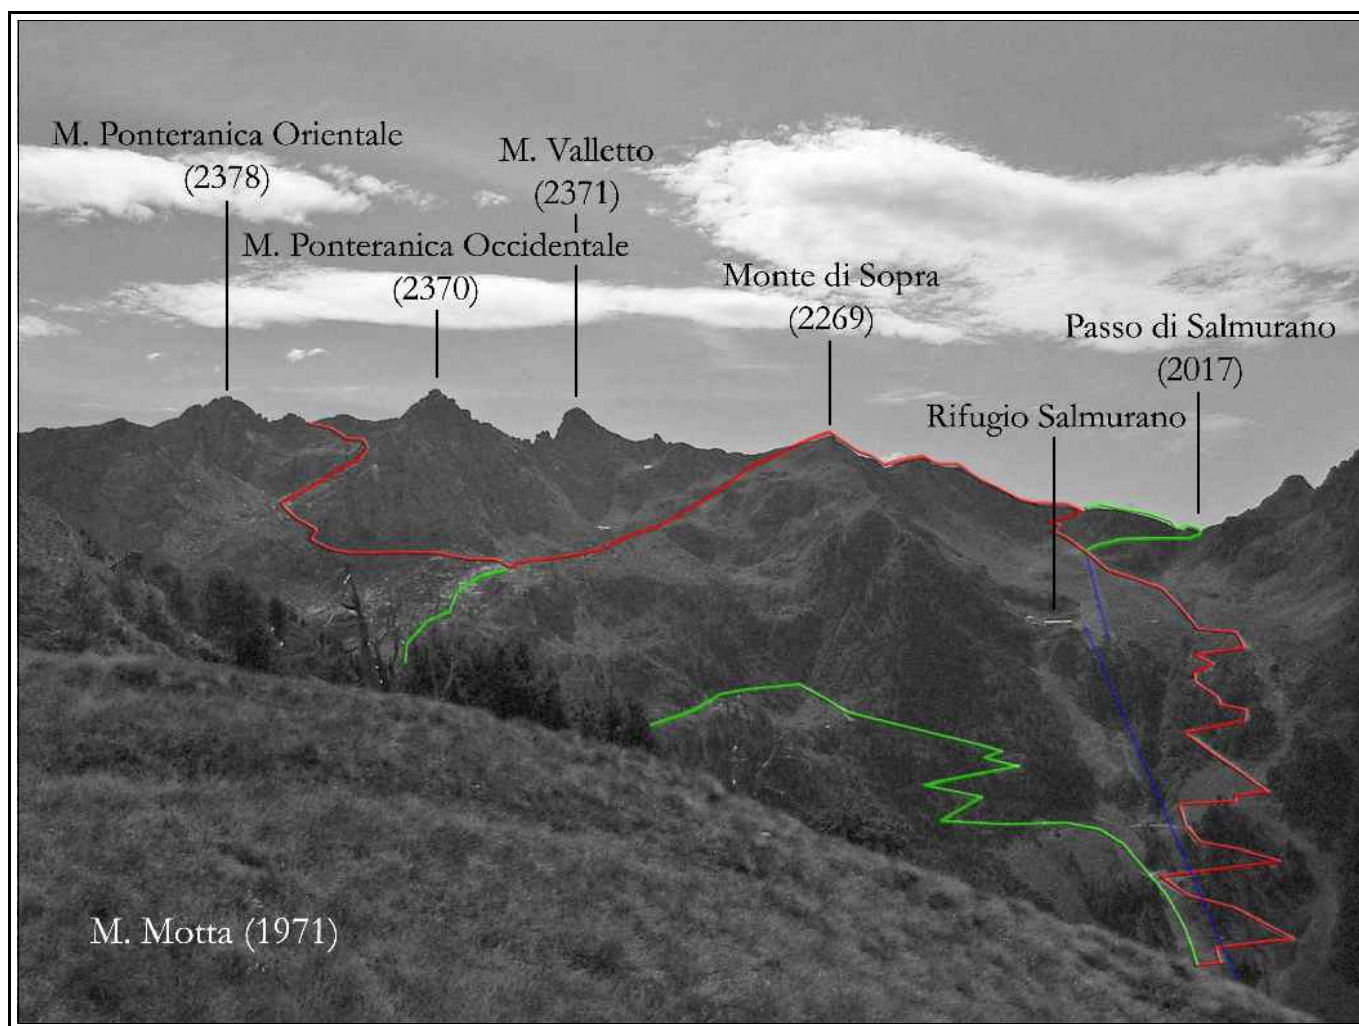 M. Ponteranica Orientale
(2378)
M. Valletto
(2371)
M. Ponteranica Occidentale
(2370)
Monte di Sopra
(2269)
Passo di Salmurano
(2017)
Rifugio Salmurano
M. Motta (1971)